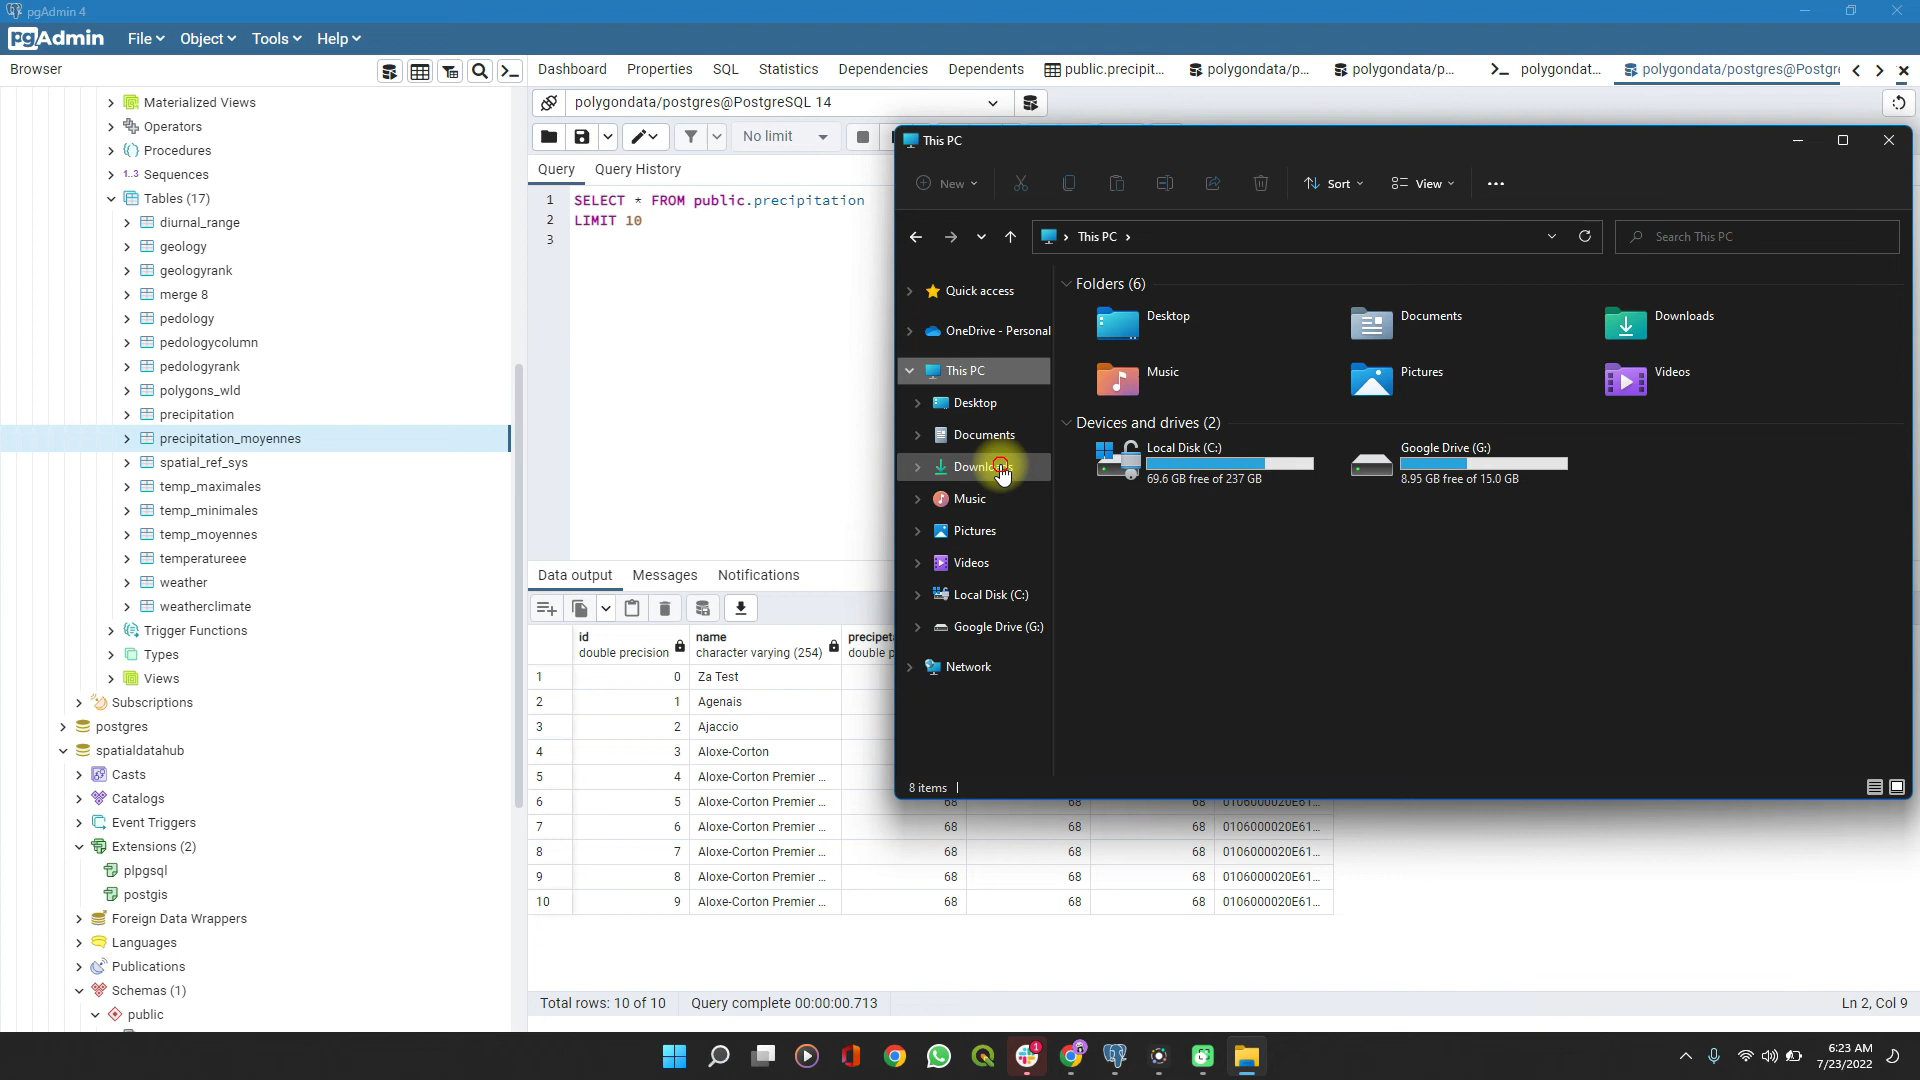 pgAdmin 4
pgAdmin File Object Tools Help
Browser
Dashboard Properties SQL Statistics Dependencies Dependents public.precipit... polygondata/p... polygondata/p... polygondat... polygondata/postgres@Postgre
polygondata/postgres@PostgreSQL 14
No limit
Query Query History
1 SELECT * FROM public.precipitation
2 LIMIT 10
3
Materialized Views
Operators
Procedures
1..3 Sequences
Tables (17)
diurnal_range
geology
geologyrank
merge 8
pedology
pedologycolumn
pedologyrank
polygons_wld
precipitation
precipitation_moyennes
spatial_ref_sys
temp_maximales
temp_minimales
temp_moyennes
temperatureee
weather
weatherclimate
Trigger Functions
Types
Views
Subscriptions
postgres
spatialdatahub
Casts
Catalogs
Event Triggers
Extensions (2)
plpgsql
postgis
Foreign Data Wrappers
Languages
Publications
Schemas (1)
public
This PC
New Sort View
This PC
Search This PC
Quick access
OneDrive - Personal
This PC
Desktop
Documents
Downloads
Music
Pictures
Videos
Local Disk (C:)
Google Drive (G:)
Network
Folders (6)
Desktop Documents Downloads
Music Pictures Videos
Devices and drives (2)
Local Disk (C:)
69.6 GB free of 237 GB
Google Drive (G:)
8.95 GB free of 15.0 GB
8 items
Data output Messages Notifications
id
double precision
name
character varying (254)
1 0 Za Test
2 1 Agenais
3 2 Ajaccio
4 3 Aloxe-Corton
5 4 Aloxe-Corton Premier ...
6 5 Aloxe-Corton Premier ... 68 68 68 0106000020E61...
7 6 Aloxe-Corton Premier ... 68 68 68 0106000020E61...
8 7 Aloxe-Corton Premier ... 68 68 68 0106000020E61...
9 8 Aloxe-Corton Premier ... 68 68 68 0106000020E61...
10 9 Aloxe-Corton Premier ... 68 68 68 0106000020E61...
Total rows: 10 of 10 Query complete 00:00:00.713 Ln 2, Col 9
1
6:23 AM
7/23/2022